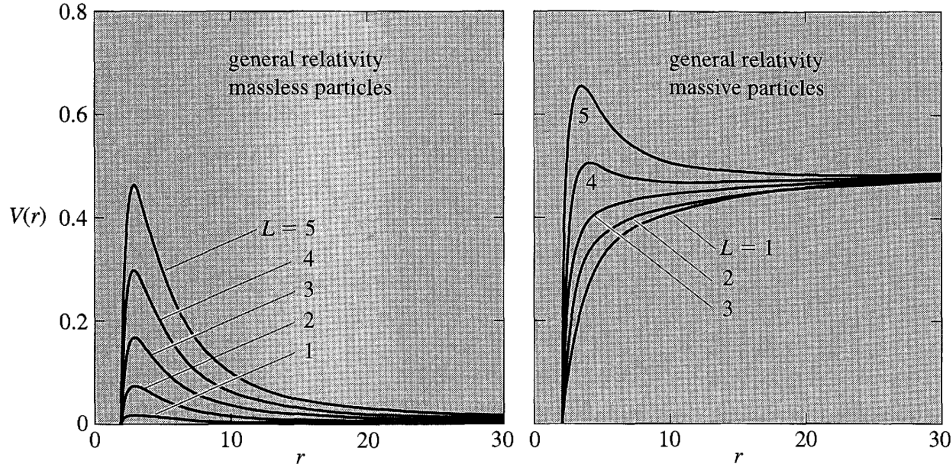 general relativity
massless particles
0.8
0.6
0.4
0.2
0
V(r)
L = 5
4
3
2
1
0
10
20
30
r
general relativity
massive particles
5
4
L = 1
2
3
0
10
20
30
r